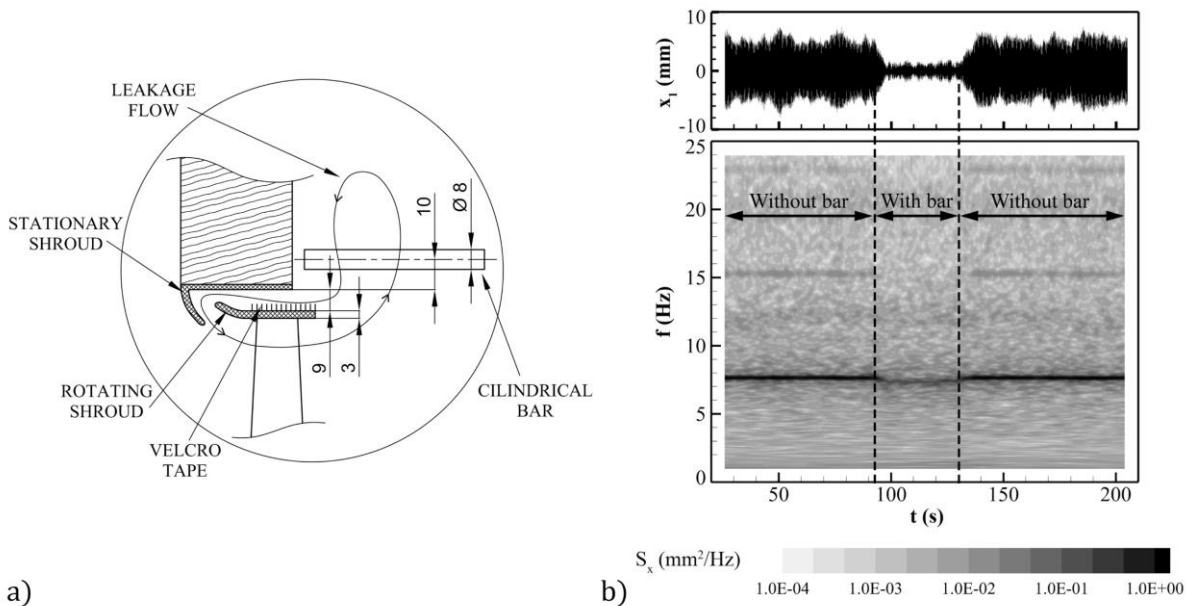 LEAKAGE
FLOW
STATIONARY
SHROUD
10
Ø 8
9
3
ROTATING
SHROUD
VELCRO
TAPE
CILINDRICAL
BAR
a)
10
0
-10
x₁ (mm)
25
20
15
10
5
0
f (Hz)
Without bar
With bar
Without bar
50
100
150
200
t (s)
Sₓ (mm²/Hz)
1.0E-04
1.0E-03
1.0E-02
1.0E-01
1.0E+00
b)